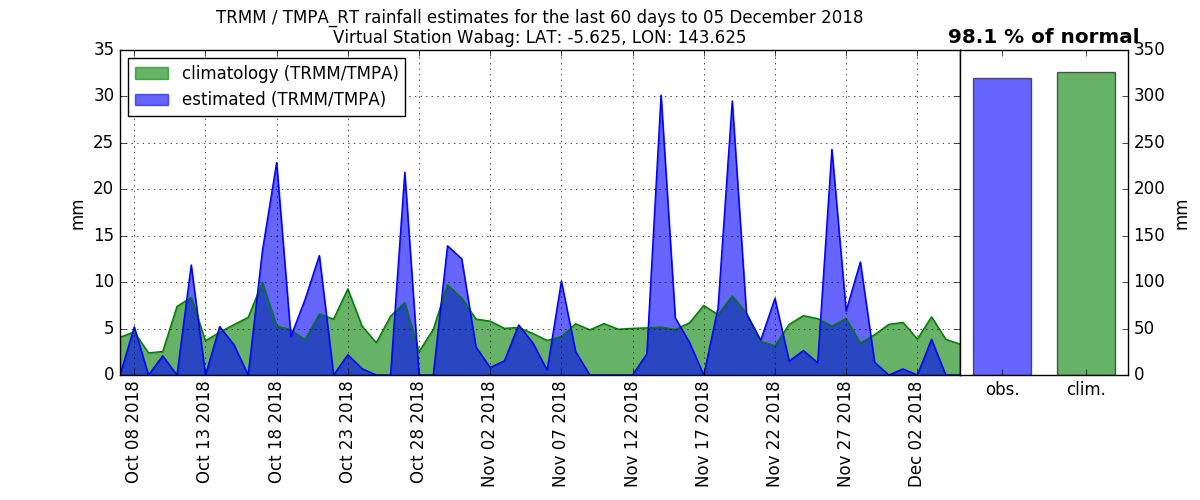 TRMM / TMPA_RT rainfall estimates for the last 60 days to 05 December 2018
Virtual Station Wabag: LAT: -5.625, LON: 143.625
98.1 % of normal
climatology (TRMM/TMPA)
estimated (TRMM/TMPA)
35
30
25
20
15
10
5
0
mm
350
300
250
200
150
100
50
0
mm
Oct 08 2018
Oct 13 2018
Oct 18 2018
Oct 23 2018
Oct 28 2018
Nov 02 2018
Nov 07 2018
Nov 12 2018
Nov 17 2018
Nov 22 2018
Nov 27 2018
Dec 02 2018
obs.
clim.